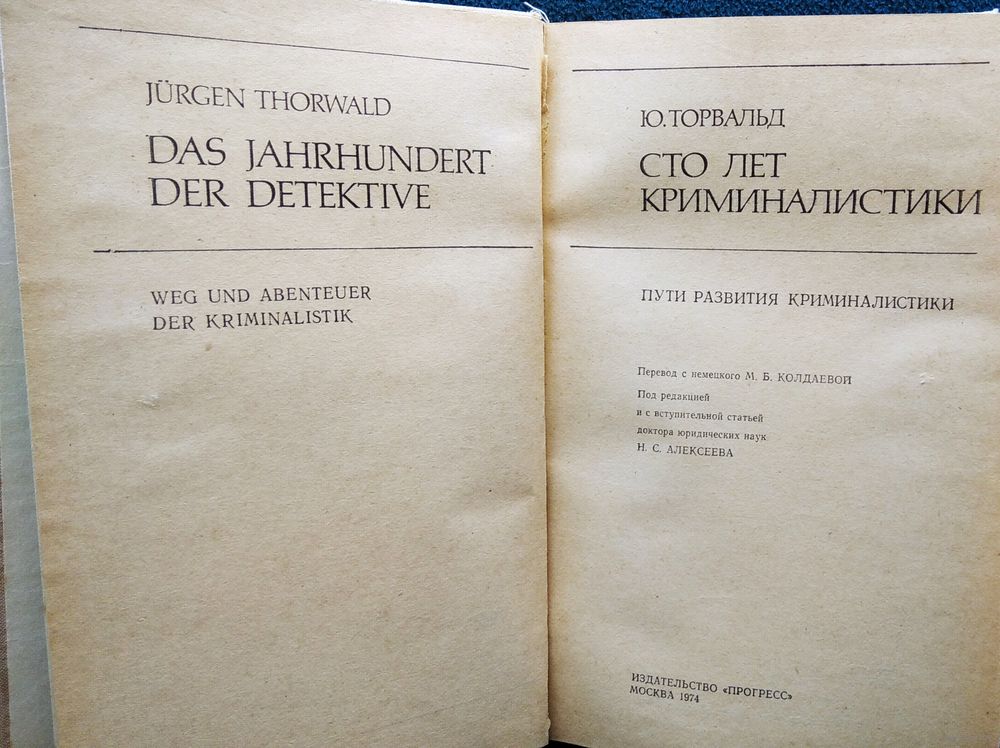 JÜRGEN THORWALD
DAS JAHRHUNDERT
DER DETEKTIVE
WEG UND ABENTEUER
DER KRIMINALISTIK
Ю. ТОРВАЛЬД
СТО ЛЕТ
КРИМИНАЛИСТИКИ
ПУТИ РАЗВИТИЯ КРИМИНАЛИСТИКИ
Перевод с немецкого М. Б. КОЛДАЕВОЙ
Под редакцией
и с вступительной статьей
доктора юридических наук
Н. С. АЛЕКСЕЕВА
ИЗДАТЕЛЬСТВО «ПРОГРЕСС»
МОСКВА 1974